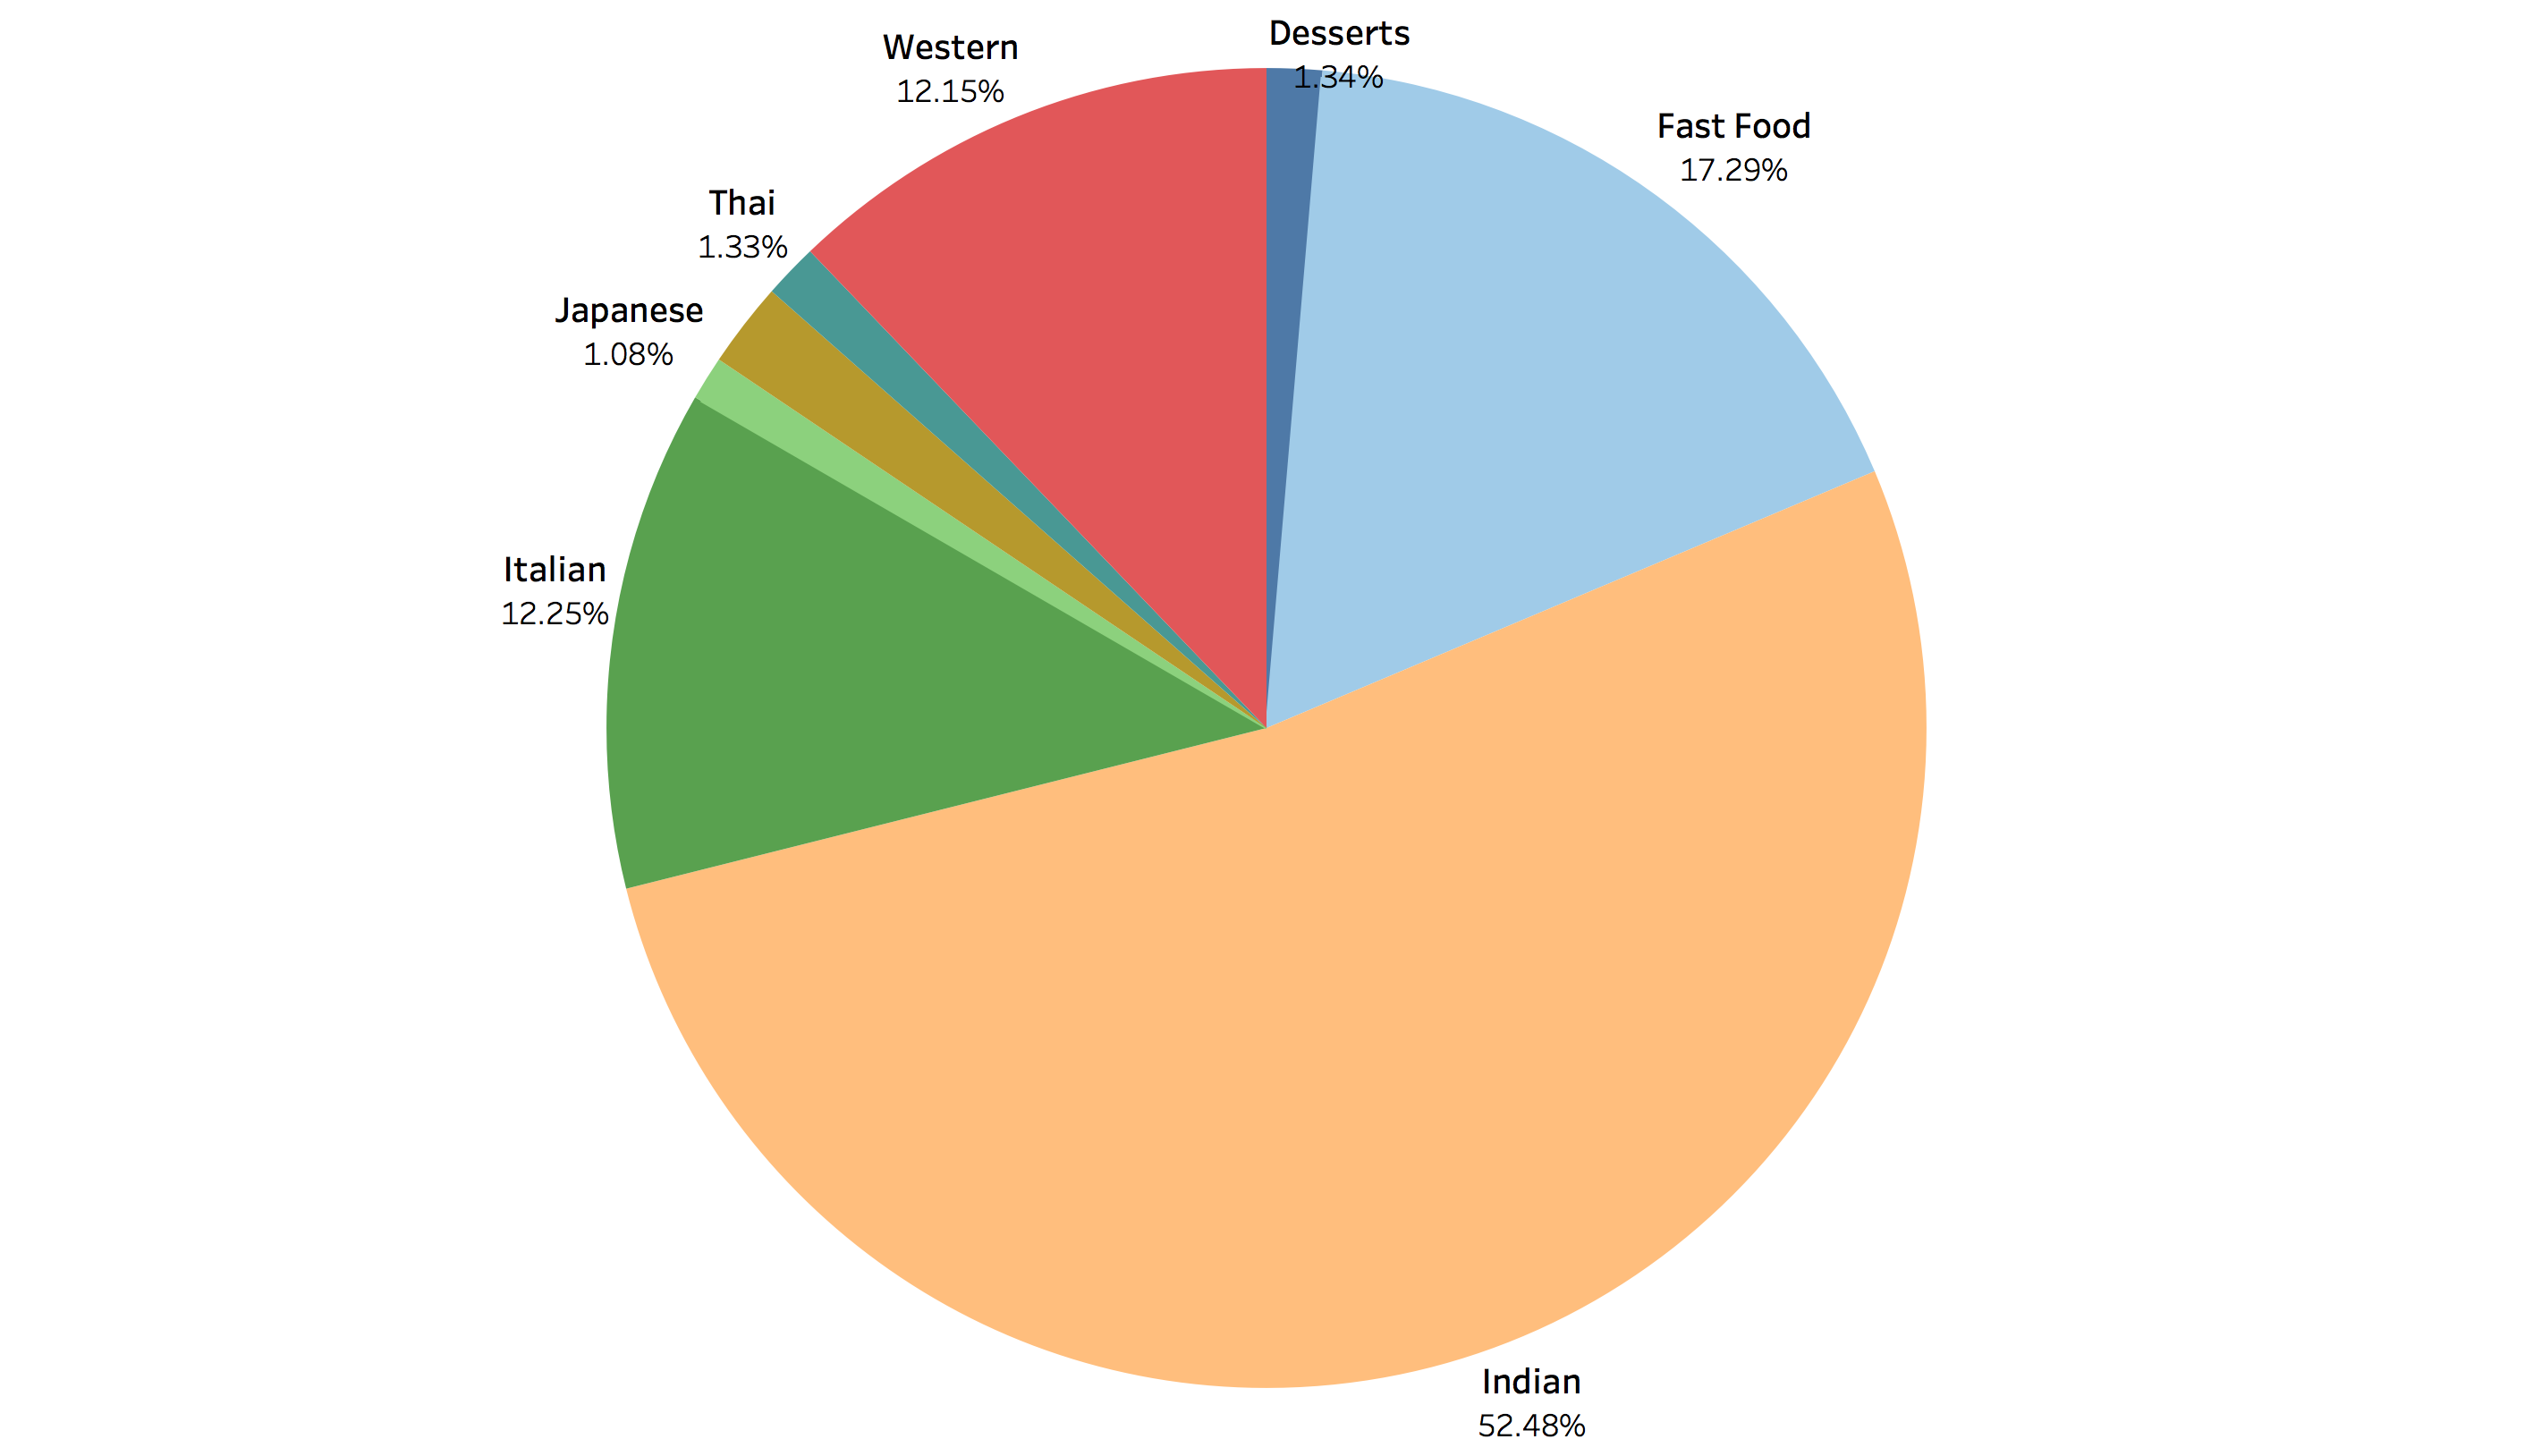 Desserts
1.34%
Fast Food
17.29%
Indian
52.48%
Italian
12.25%
Japanese
1.08%
Thai
1.33%
Western
12.15%